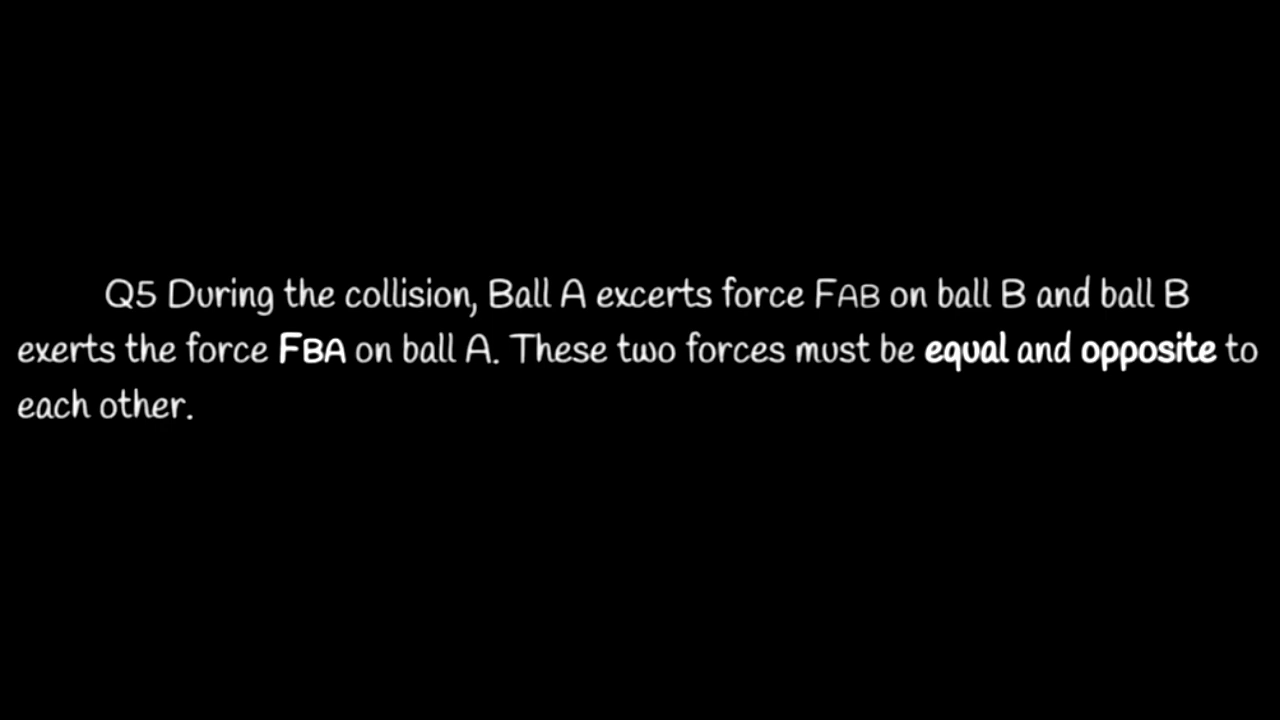 Q5 During the collision, Ball A excerts force FAB on ball B and ball B
exerts the force FBA on ball A. These two forces must be equal and opposite to
each other.